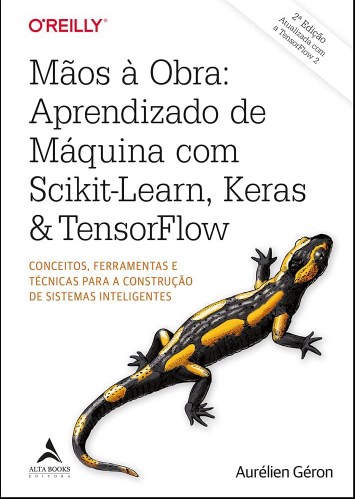 O'REILLY®
2ª Edição
Atualizada com
a TensorFlow 2
Mãos à Obra:
Aprendizado de
Máquina com
Scikit-Learn, Keras
& TensorFlow
CONCEITOS, FERRAMENTAS E
TÉCNICAS PARA A CONSTRUÇÃO
DE SISTEMAS INTELIGENTES
ALTA BOOKS
EDITORA
Aurélien Géron